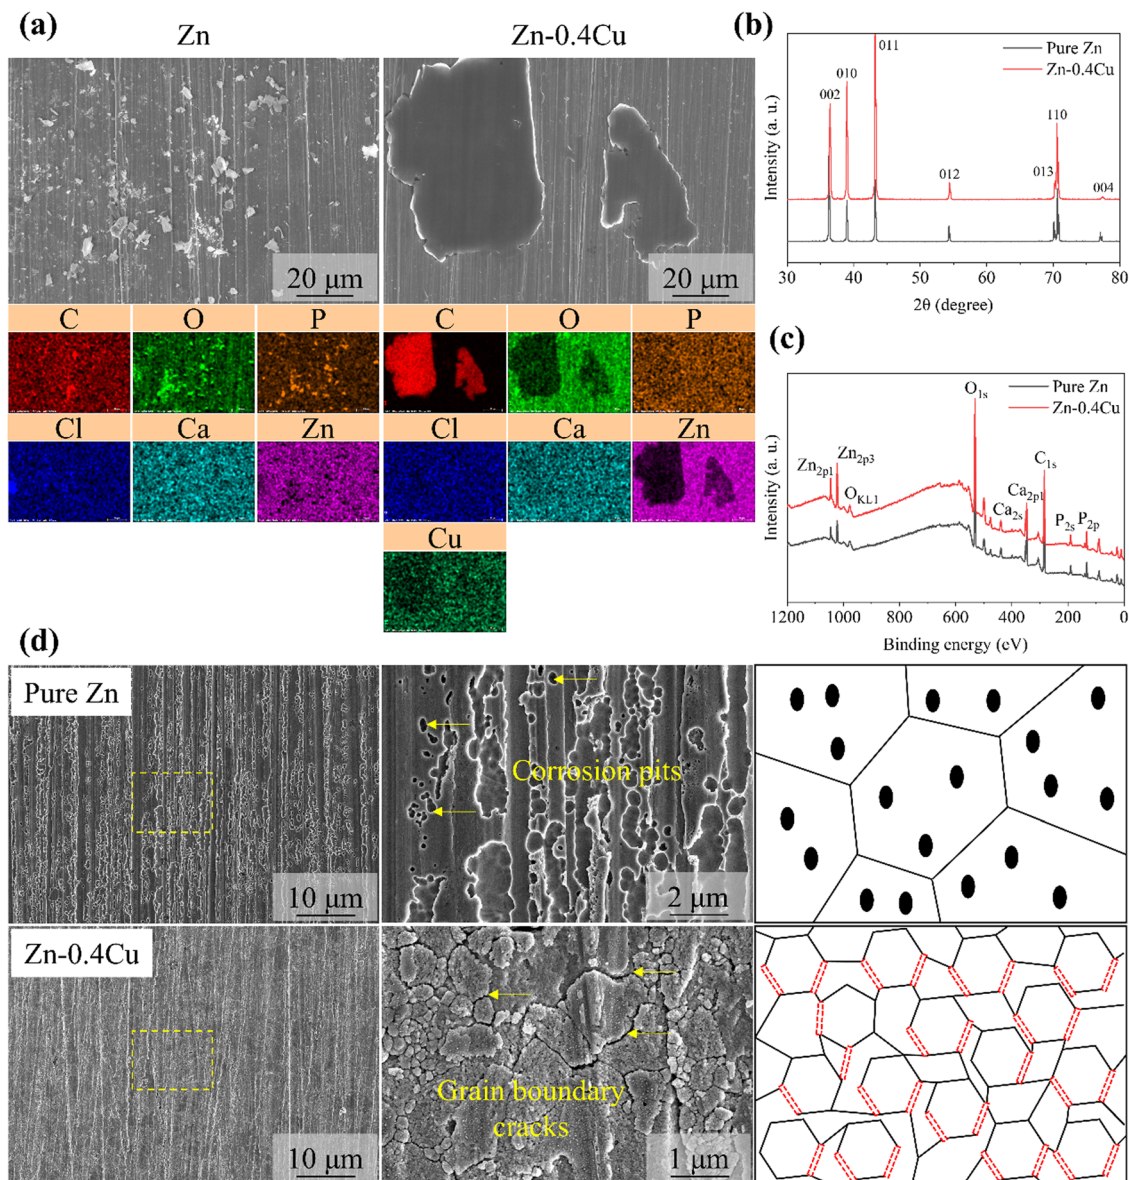 (a)
Zn
Zn-0.4Cu
20 μm
20 μm
C
O
P
C
O
P
Cl
Ca
Zn
Cl
Ca
Zn
Cu
(b)
Intensity (a. u.)
Pure Zn
Zn-0.4Cu
002
010
011
012
013
110
004
30 40 50 60 70 80
2θ (degree)
(c)
Intensity (a. u.)
Pure Zn
Zn-0.4Cu
Zn2p1
Zn2p3
OKL1
O1s
Ca2s
Ca2p1
C1s
P2s
P2p
1200 1000 800 600 400 200 0
Binding energy (eV)
(d)
Pure Zn
10 μm
Corrosion pits
2 μm
Zn-0.4Cu
10 μm
Grain boundary
cracks
1 μm